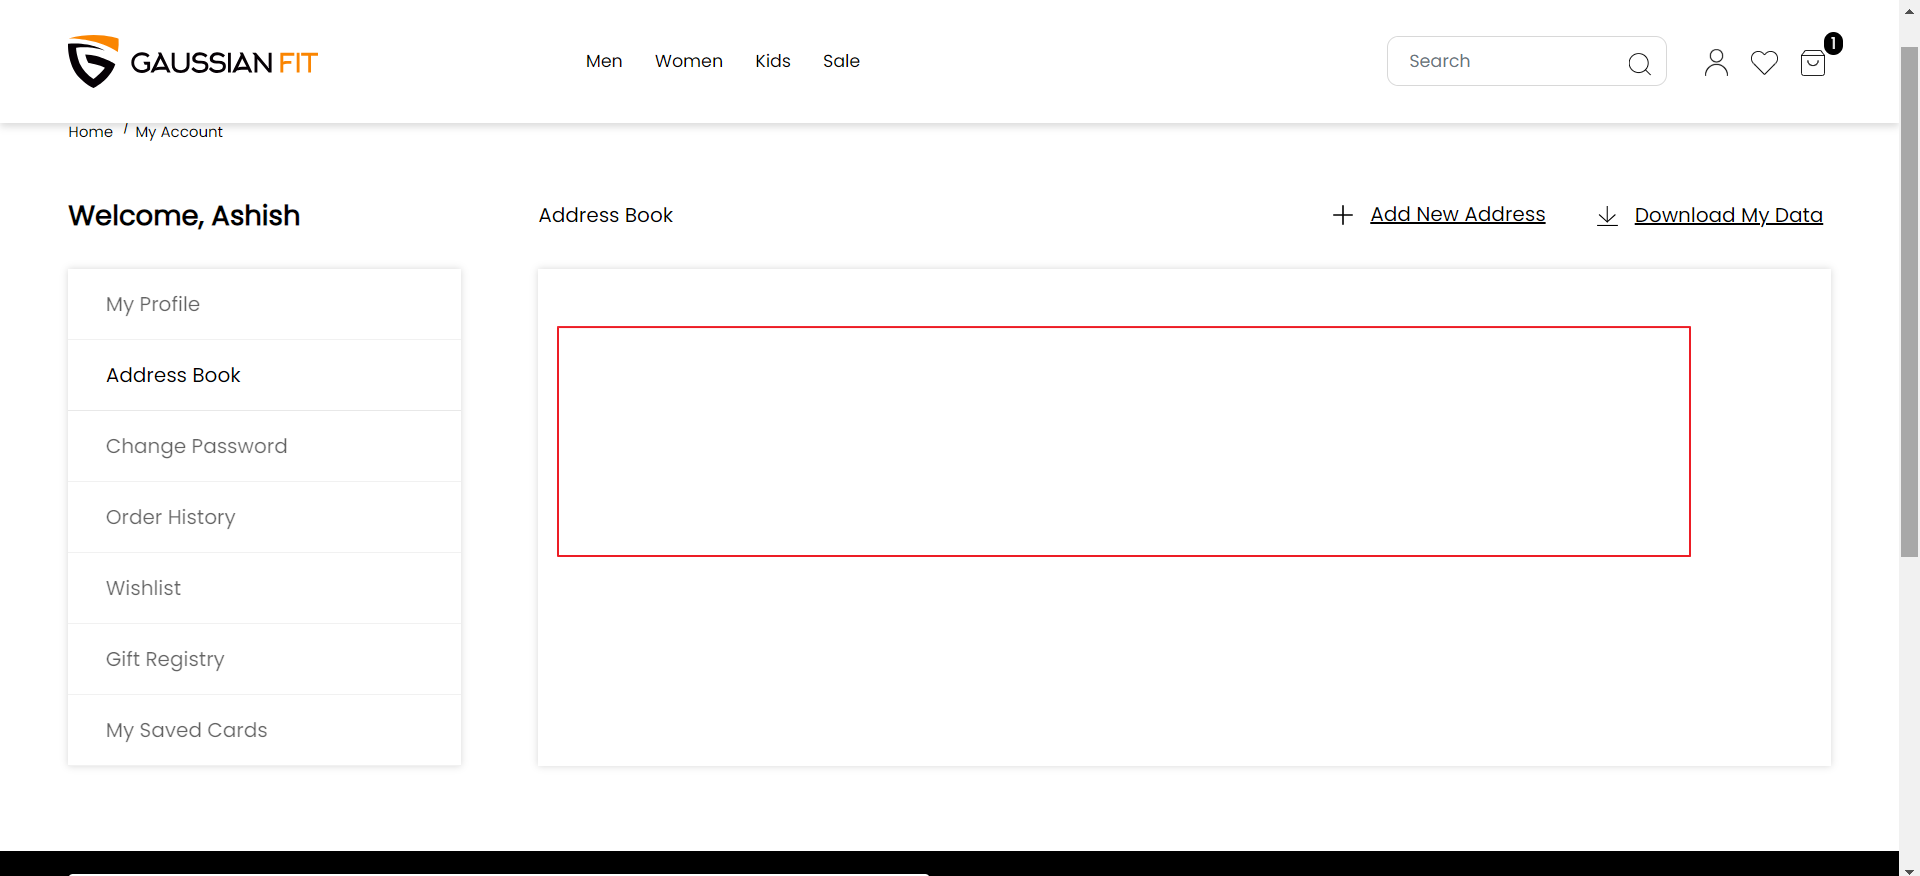 GAUSSIAN FIT
Men Women Kids Sale
Search
1
Home / My Account
Welcome, Ashish
Address Book
Add New Address
Download My Data
My Profile
Address Book
Change Password
Order History
Wishlist
Gift Registry
My Saved Cards